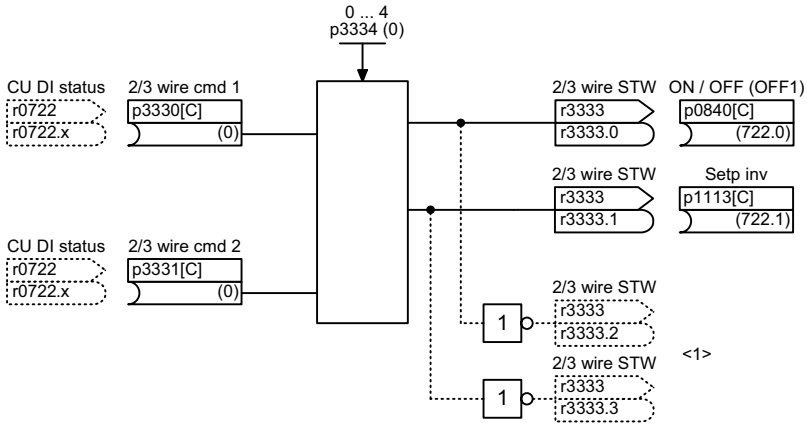 0 ... 4
p3334 (0)
CU DI status
2/3 wire cmd 1
2/3 wire STW
ON / OFF (OFF1)
r0722
p3330[C]
r3333
p0840[C]
r0722.x
(0)
r3333.0
(722.0)
2/3 wire STW
Setp inv
r3333
p1113[C]
r3333.1
(722.1)
CU DI status
2/3 wire cmd 2
r0722
p3331[C]
r0722.x
(0)
2/3 wire STW
r3333
1
r3333.2
<1>
2/3 wire STW
r3333
1
r3333.3